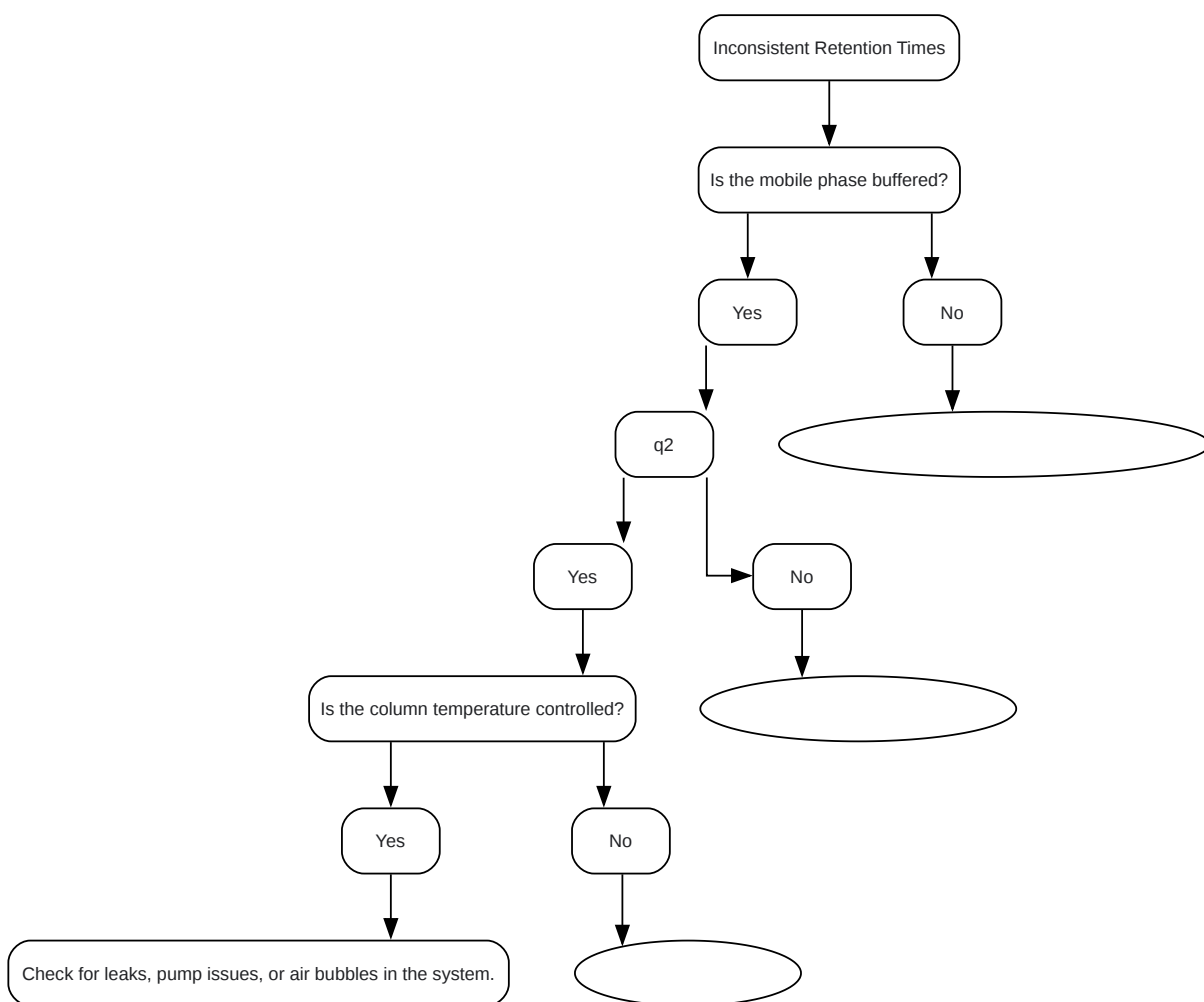 Inconsistent Retention Times
Is the mobile phase buffered?
Yes
No
q2
Yes
No
Is the column temperature controlled?
Yes
No
Check for leaks, pump issues, or air bubbles in the system.